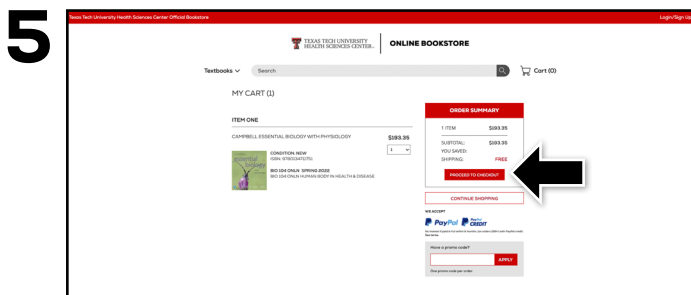 5
Texas Tech University Health Sciences Center Official Bookstore
Login/Sign Up
TEXAS TECH UNIVERSITY
HEALTH SCIENCES CENTER.
ONLINE BOOKSTORE
Textbooks
Search
Cart (0)
MY CART (1)
ITEM ONE
CAMPBELL ESSENTIAL BIOLOGY WITH PHYSIOLOGY
$193.35
1
essential
biology
CONDITION: NEW
BIO 104 ONLN SPRING 2022
BIO 104 ONLN HUMAN BODY IN HEALTH & DISEASE
ORDER SUMMARY
1 ITEM $193.35
SUBTOTAL: $193.35
YOU SAVED:
SHIPPING: FREE
PROCEED TO CHECKOUT
CONTINUE SHOPPING
WE ACCEPT
PayPal PayPal CREDIT
Have a promo code?
APPLY
One promo code per order